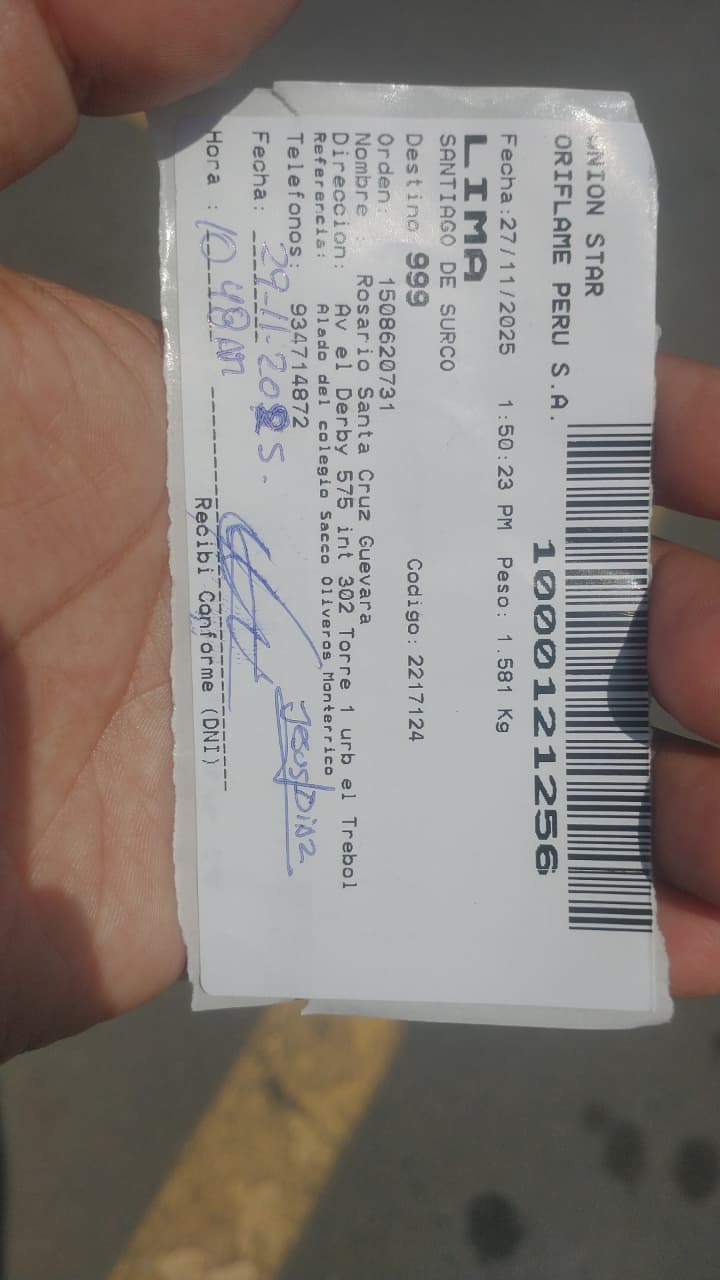 UNION STAR
ORIFLAME PERU S.A.
1000121256
Fecha:27/11/2025 1:50:23 PM Peso: 1.581 Kg
LIMA
SANTIAGO DE SURCO
Destino: 999 Codigo: 2217124
Orden: 1508620731
Nombre : Rosario Santa Cruz Guevara
Direccion: Av el Derby 575 int 302 Torre 1 urb el Trebol
Referencia: Alado del colegio Sacco Oliveros Monterrico
Telefonos: 934714872
Fecha: 29-11-2025. Jesus Diaz
Hora : 10 48 AM
Recibi Conforme (DNI)